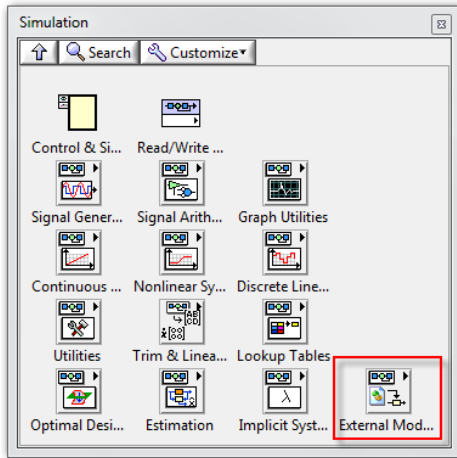 Simulation
Search Customize
Control & Si... Read/Write ...
Signal Gener... Signal Arith... Graph Utilities
Continuous ... Nonlinear Sy... Discrete Line...
Utilities Trim & Linea... Lookup Tables
Optimal Desi... Estimation Implicit Syst... External Mod...